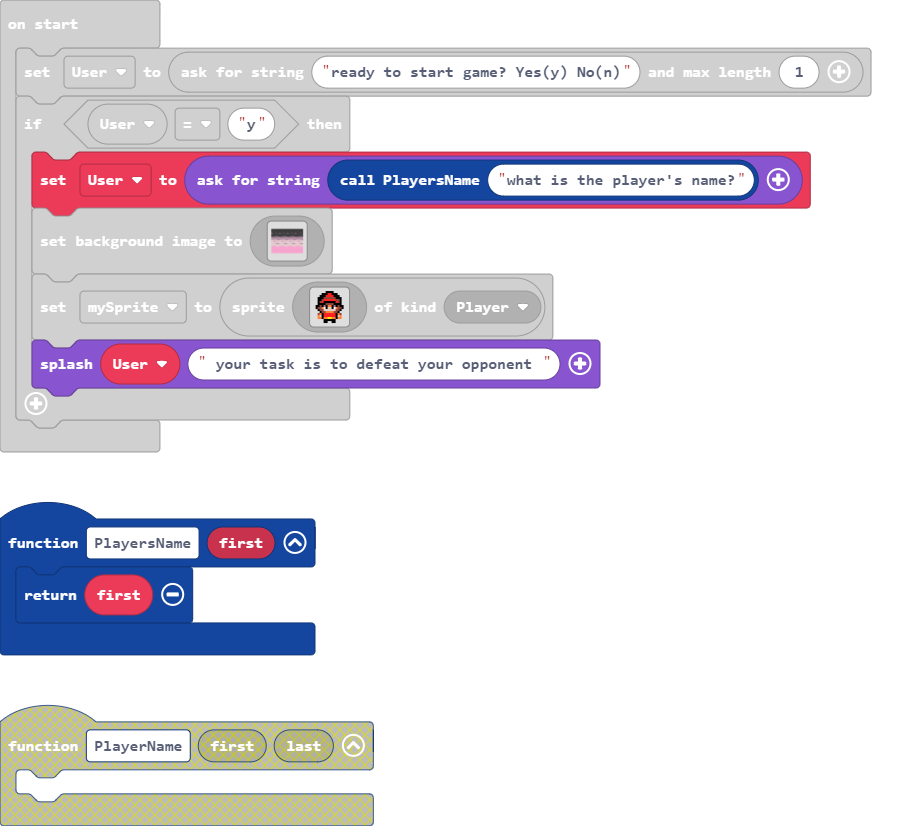 on start
set User to ask for string "ready to start game? Yes(y) No(n)" and max length 1
if User = "y" then
set User to ask for string call PlayersName "what is the player's name?"
set background image to
set mySprite to sprite of kind Player
splash User " your task is to defeat your opponent "
function PlayersName first
return first
function PlayerName first last